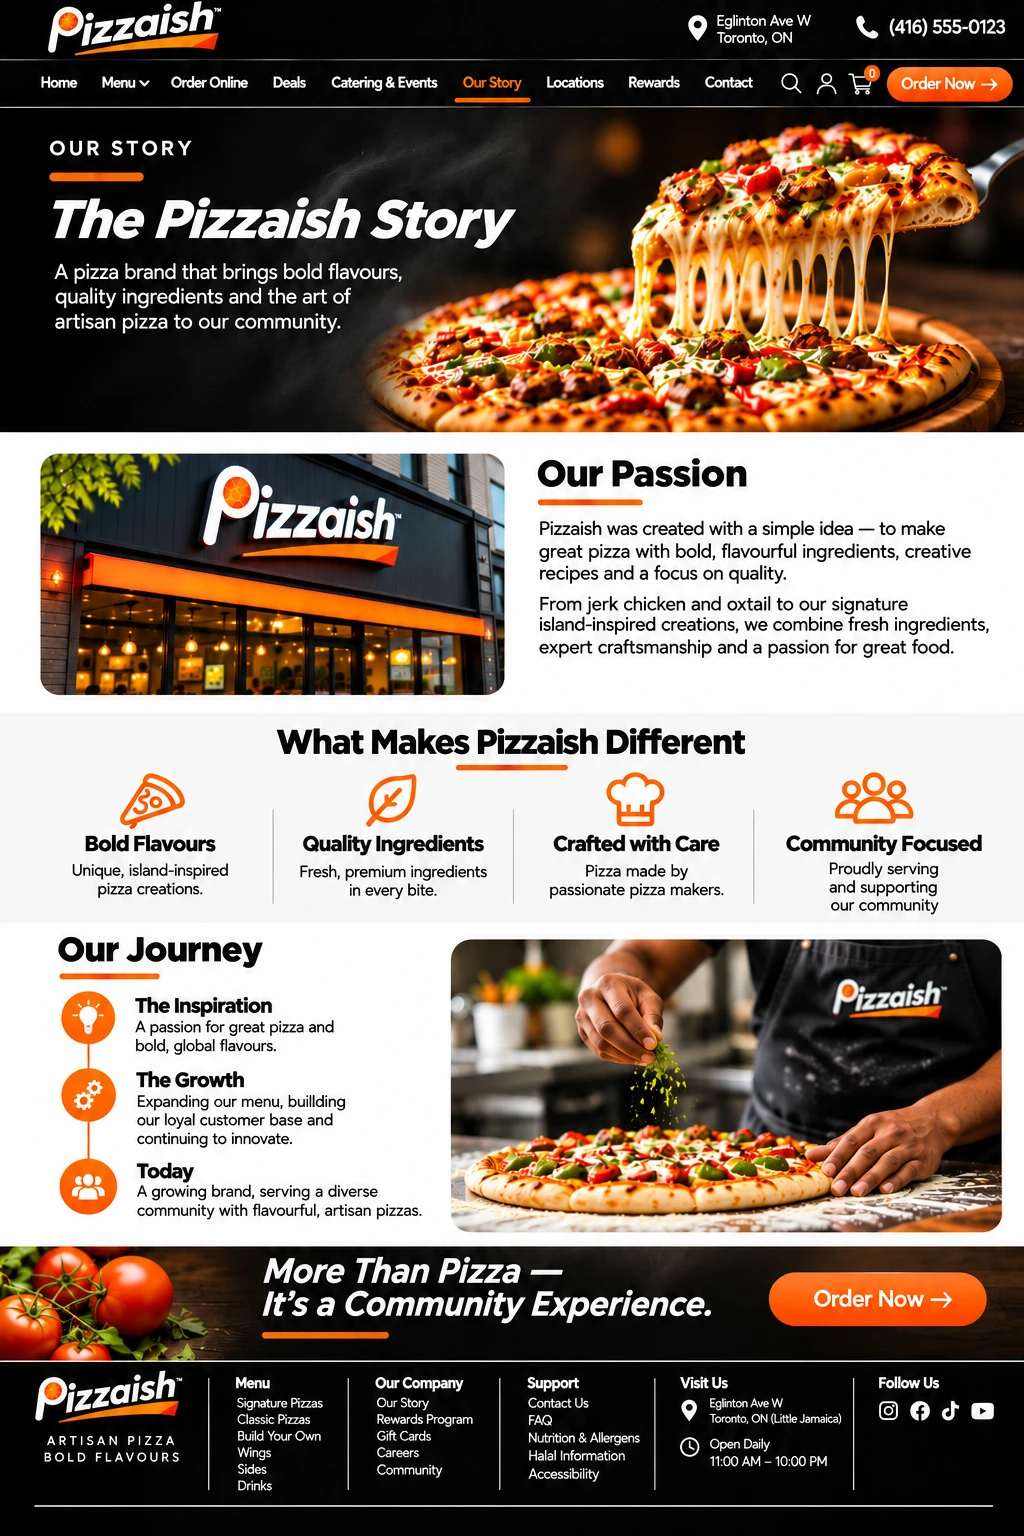 Pizzaish™
Eglinton Ave W
Toronto, ON
(416) 555-0123
Home
Menu
Order Online
Deals
Catering & Events
Our Story
Locations
Rewards
Contact
0
Order Now →
OUR STORY
The Pizzaish Story
A pizza brand that brings bold flavours,
quality ingredients and the art of
artisan pizza to our community.
Pizzaish™
Our Passion
Pizzaish was created with a simple idea — to make
great pizza with bold, flavourful ingredients, creative
recipes and a focus on quality.
From jerk chicken and oxtail to our signature
island-inspired creations, we combine fresh ingredients,
expert craftsmanship and a passion for great food.
What Makes Pizzaish Different
Bold Flavours
Unique, island-inspired
pizza creations.
Quality Ingredients
Fresh, premium ingredients
in every bite.
Crafted with Care
Pizza made by
passionate pizza makers.
Community Focused
Proudly serving
and supporting
our community
Our Journey
The Inspiration
A passion for great pizza and
bold, global flavours.
The Growth
Expanding our menu, buillding
our loyal customer base and
continuing to innovate.
Today
A growing brand, serving a diverse
community with flavourful, artisan pizzas.
Pizzaish™
More Than Pizza —
It's a Community Experience.
Order Now →
Pizzaish™
ARTISAN PIZZA
BOLD FLAVOURS
Menu
Signature Pizzas
Classic Pizzas
Build Your Own
Wings
Sides
Drinks
Our Company
Our Story
Rewards Program
Gift Cards
Careers
Community
Support
Contact Us
FAQ
Nutrition & Allergens
Halal Information
Accessibility
Visit Us
Eglinton Ave W
Toronto, ON (Little Jamaica)
Open Daily
11:00 AM – 10:00 PM
Follow Us